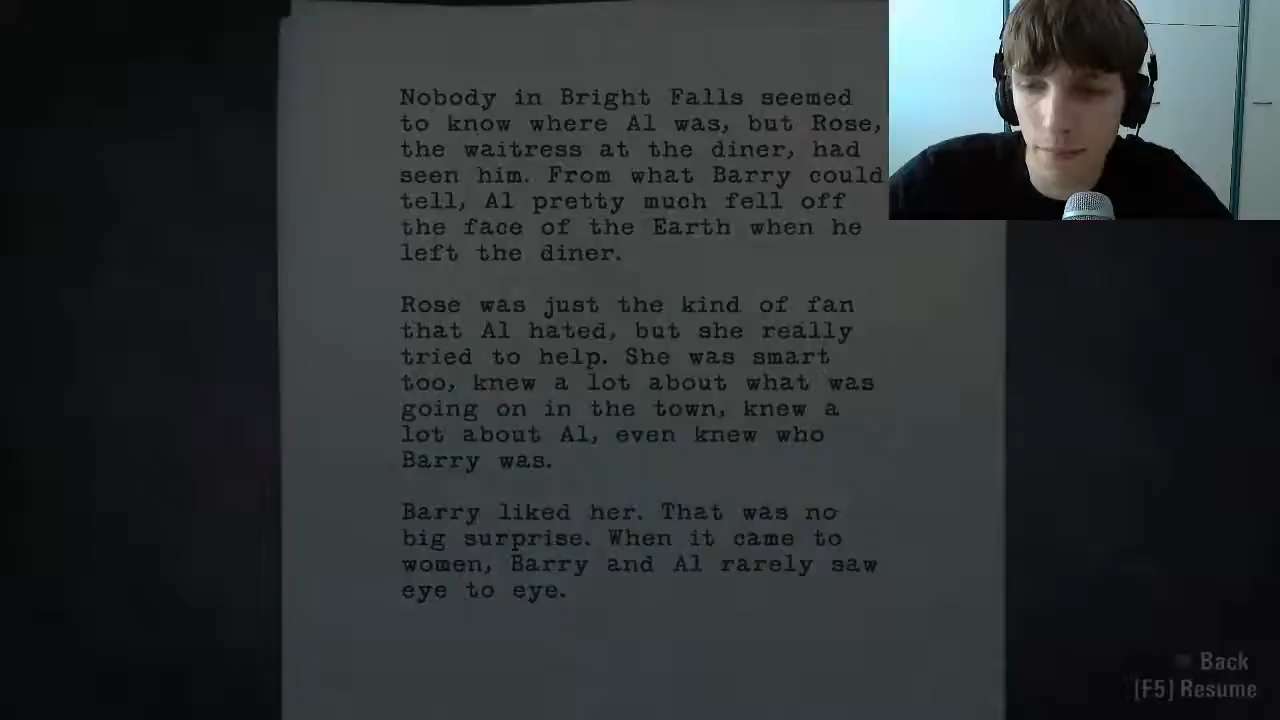 Nobody in Bright Falls seemed
to know where Al was, but Rose,
the waitress at the diner, had
seen him. From what Barry could
tell, Al pretty much fell off
the face of the Earth when he
left the diner.
Rose was just the kind of fan
that Al hated, but she really
tried to help. She was smart
too, knew a lot about what was
going on in the town, knew a
lot about Al, even knew who
Barry was.
Barry liked her. That was no
big surprise. When it came to
women, Barry and Al rarely saw
eye to eye.
Back
[F5] Resume